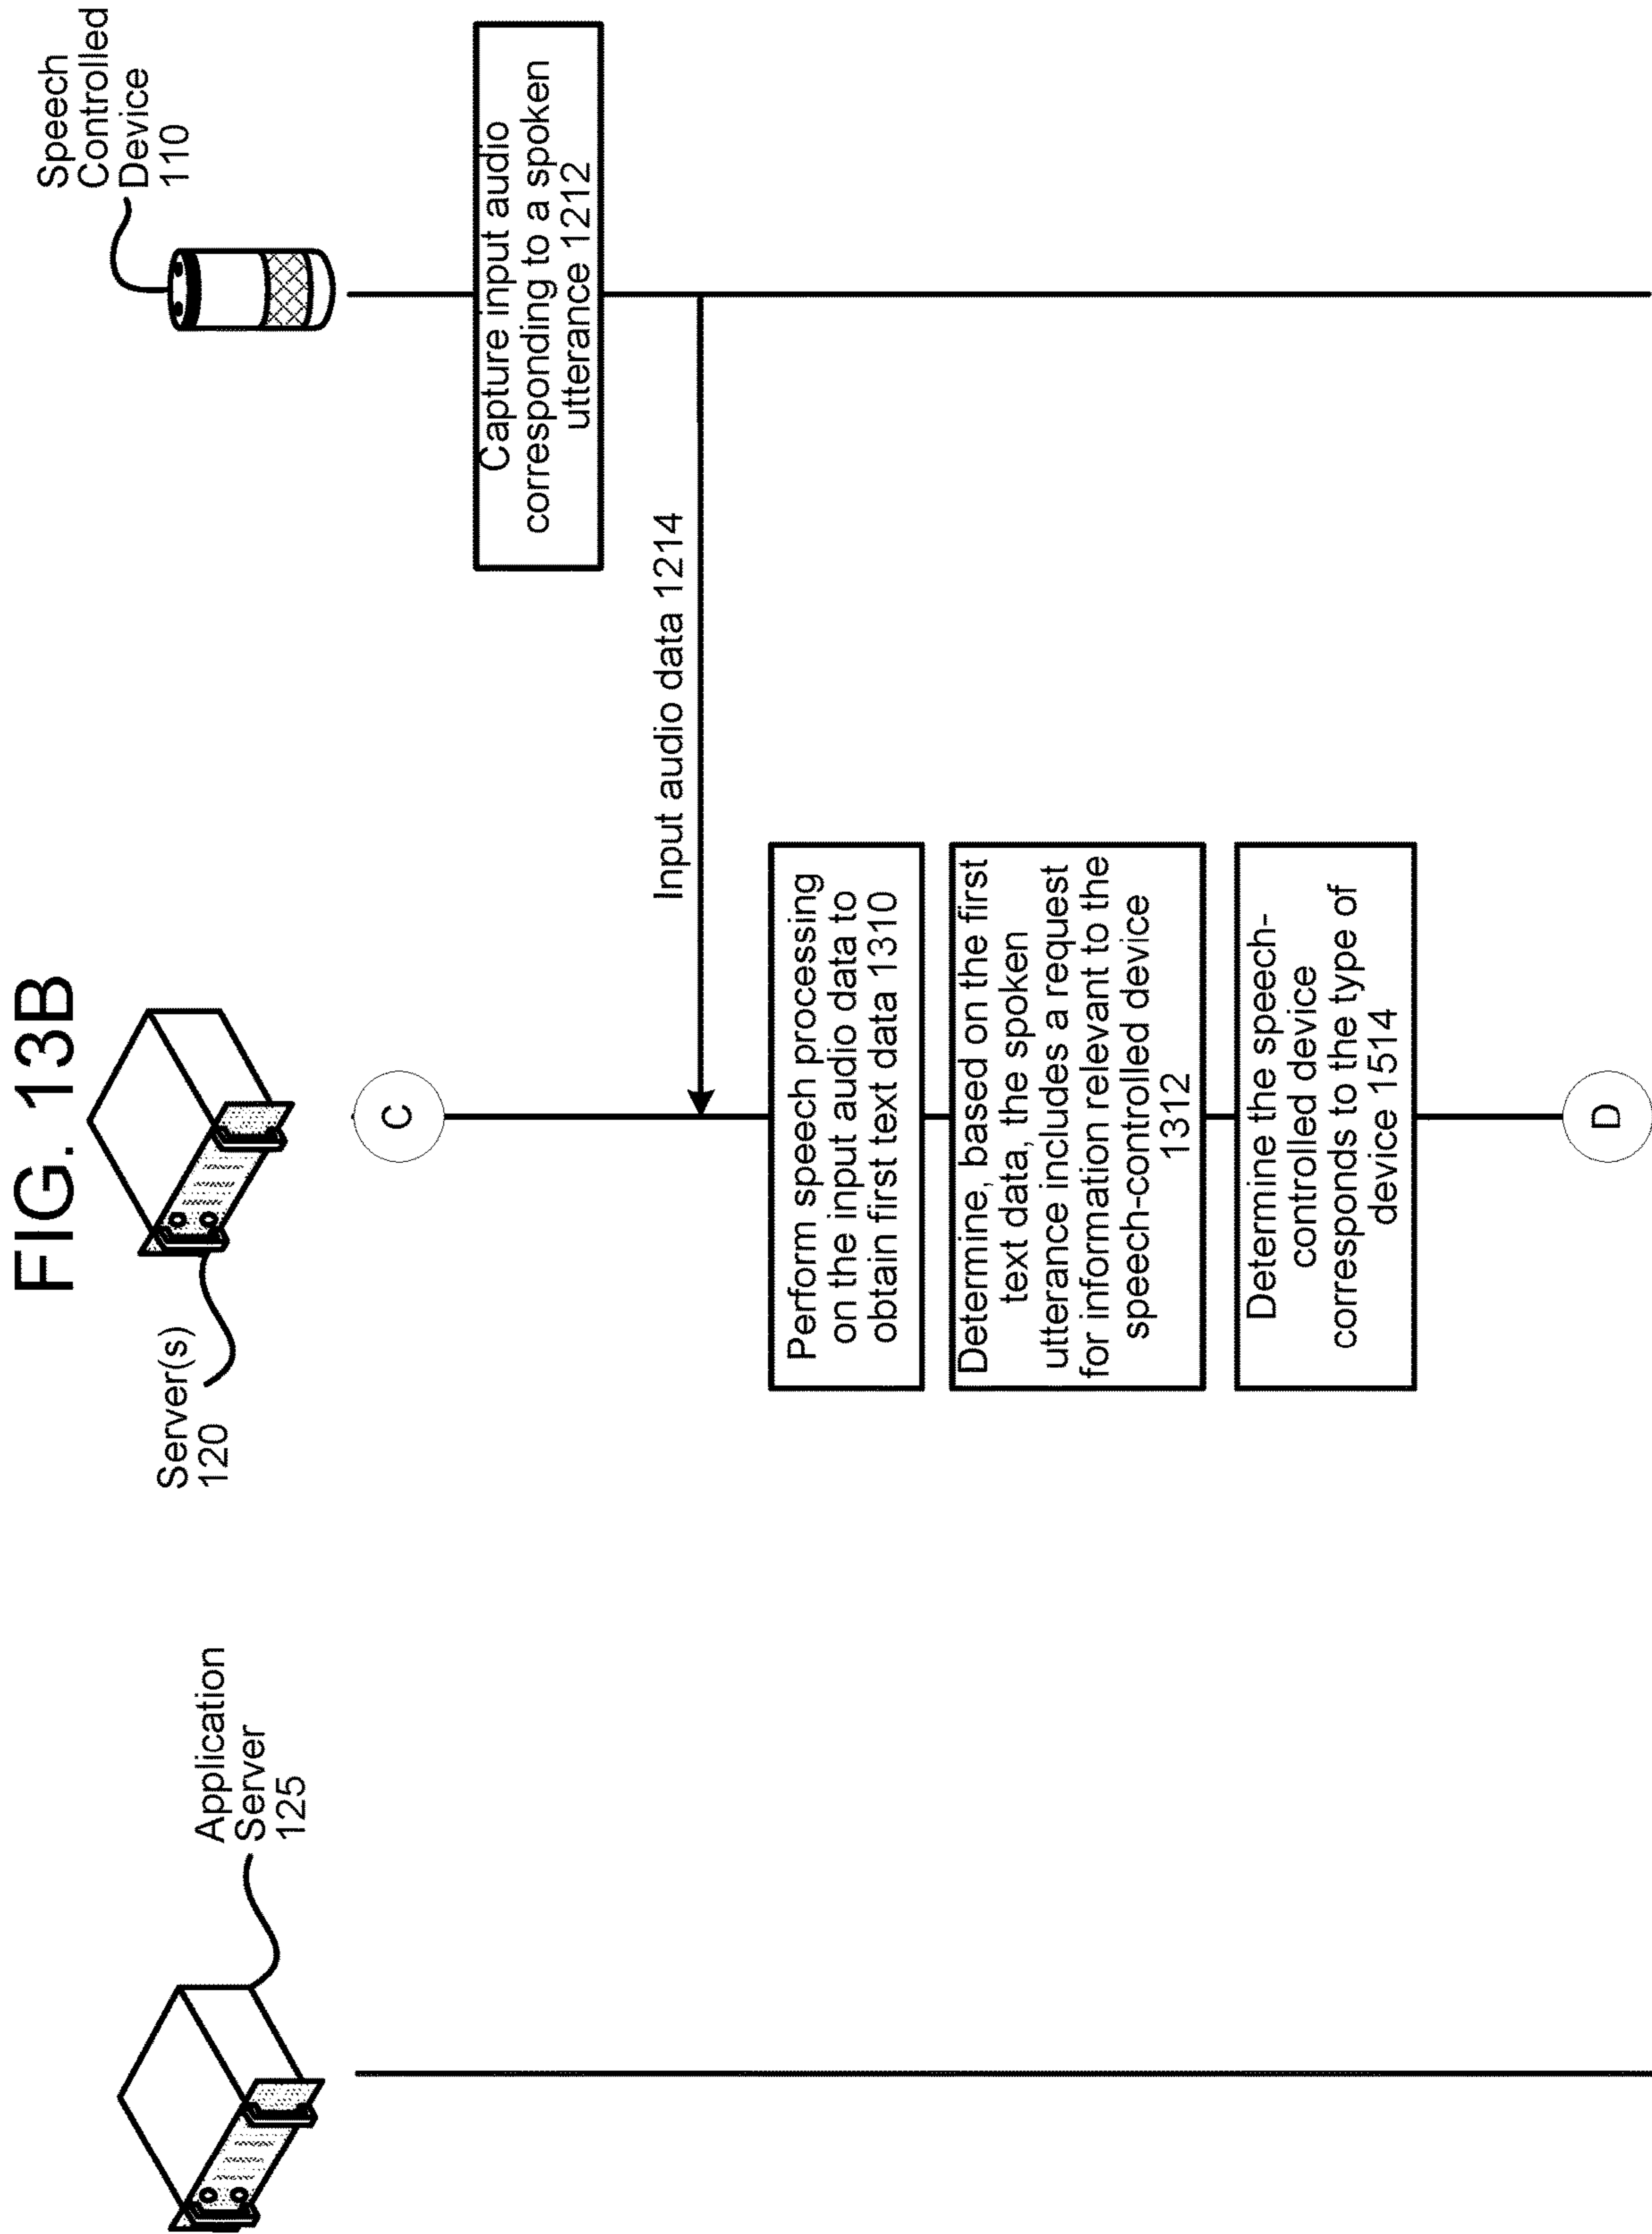 FIG. 13B
Application
Server
125
Server(s)
120
Speech
Controlled
Device
110
C
Capture input audio
corresponding to a spoken
utterance 1212
Input audio data 1214
Perform speech processing
on the input audio data to
obtain first text data 1310
Determine, based on the first
text data, the spoken
utterance includes a request
for information relevant to the
speech-controlled device
1312
Determine the speech-
controlled device
corresponds to the type of
device 1514
D